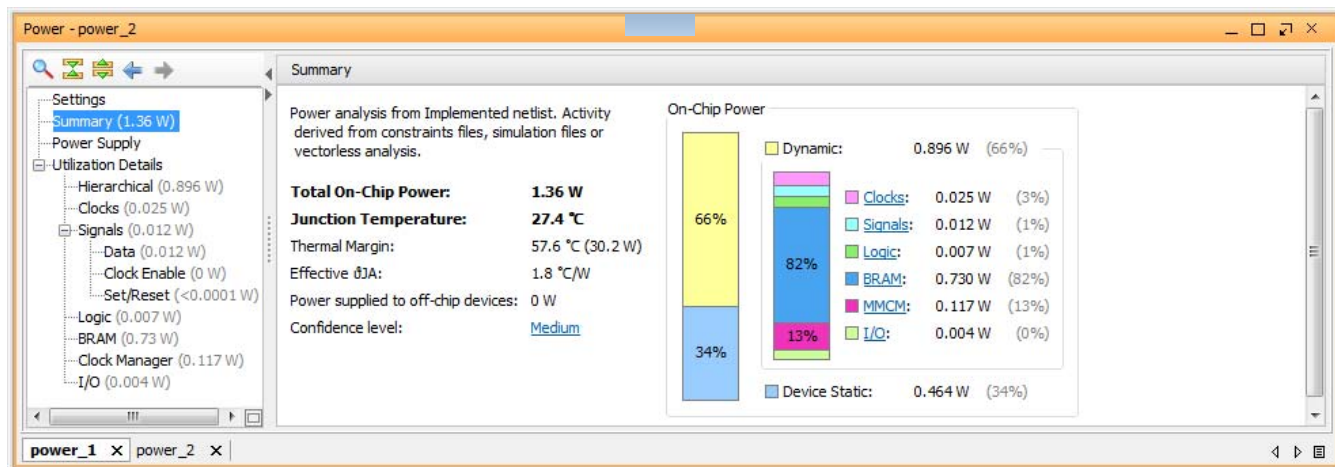 Power - power_2
Settings
Summary (1.36 W)
Power Supply
Utilization Details
Hierarchical (0.896 W)
Clocks (0.025 W)
Signals (0.012 W)
Data (0.012 W)
Clock Enable (0 W)
Set/Reset (<0.0001 W)
Logic (0.007 W)
BRAM (0.73 W)
Clock Manager (0.117 W)
I/O (0.004 W)
Summary
Power analysis from Implemented netlist. Activity
derived from constraints files, simulation files or
vectorless analysis.
Total On-Chip Power: 1.36 W
Junction Temperature: 27.4 °C
Thermal Margin: 57.6 °C (30.2 W)
Effective ϑJA: 1.8 °C/W
Power supplied to off-chip devices: 0 W
Confidence level: Medium
On-Chip Power
66%
34%
Dynamic: 0.896 W (66%)
82%
13%
Clocks: 0.025 W (3%)
Signals: 0.012 W (1%)
Logic: 0.007 W (1%)
BRAM: 0.730 W (82%)
MMCM: 0.117 W (13%)
I/O: 0.004 W (0%)
Device Static: 0.464 W (34%)
power_1 power_2